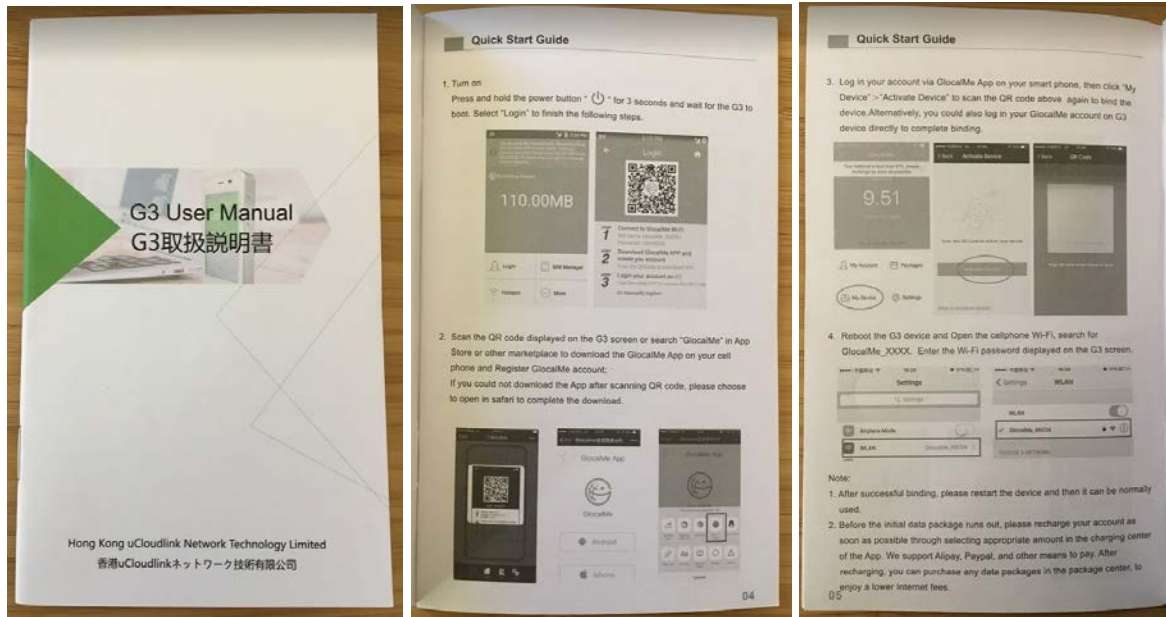 G3 User Manual
G3取扱説明書
Hong Kong uCloudlink Network Technology Limited
香港uCloudlinkネットワーク技術有限公司
Quick Start Guide
1. Turn on
Press and hold the power button " " for 3 seconds and wait for the G3 to
boot. Select "Login" to finish the following steps.
110.00MB
Login
SIM Manager
Hotspot
More
Login
1 Connect to GlocalMe Wi-Fi
2 Download GlocalMe APP and
create you account
3 Login your account on G3
2. Scan the QR code displayed on the G3 screen or search "GlocalMe" in App
Store or other marketplace to download the GlocalMe App on your cell
phone and Register GlocalMe account;
If you could not download the App after scanning QR code, please choose
to open in safari to complete the download.
GlocalMe App
GlocalMe
Android
iPhone
GlocalMe App
04
Quick Start Guide
3. Log in your account via GlocalMe App on your smart phone, then click "My
Device">"Activate Device" to scan the QR code above again to bind the
device.Alternatively, you could also log in your GlocalMe account on G3
device directly to complete binding.
9.51
My Account
Packages
My Device
Settings
Activate Device
QR Code
4. Reboot the G3 device and Open the cellphone Wi-Fi, search for
GlocalMe_XXXX. Enter the Wi-Fi password displayed on the G3 screen.
Settings
Settings
Airplane Mode
WLAN
Settings
WLAN
WLAN
CHOOSE A NETWORK
Note:
1. After successful binding, please restart the device and then it can be normally
used.
2. Before the initial data package runs out, please recharge your account as
soon as possible through selecting appropriate amount in the charging center
of the App. We support Alipay, Paypal, and other means to pay. After
recharging, you can purchase any data packages in the package center, to
enjoy a lower Internet fees.
05